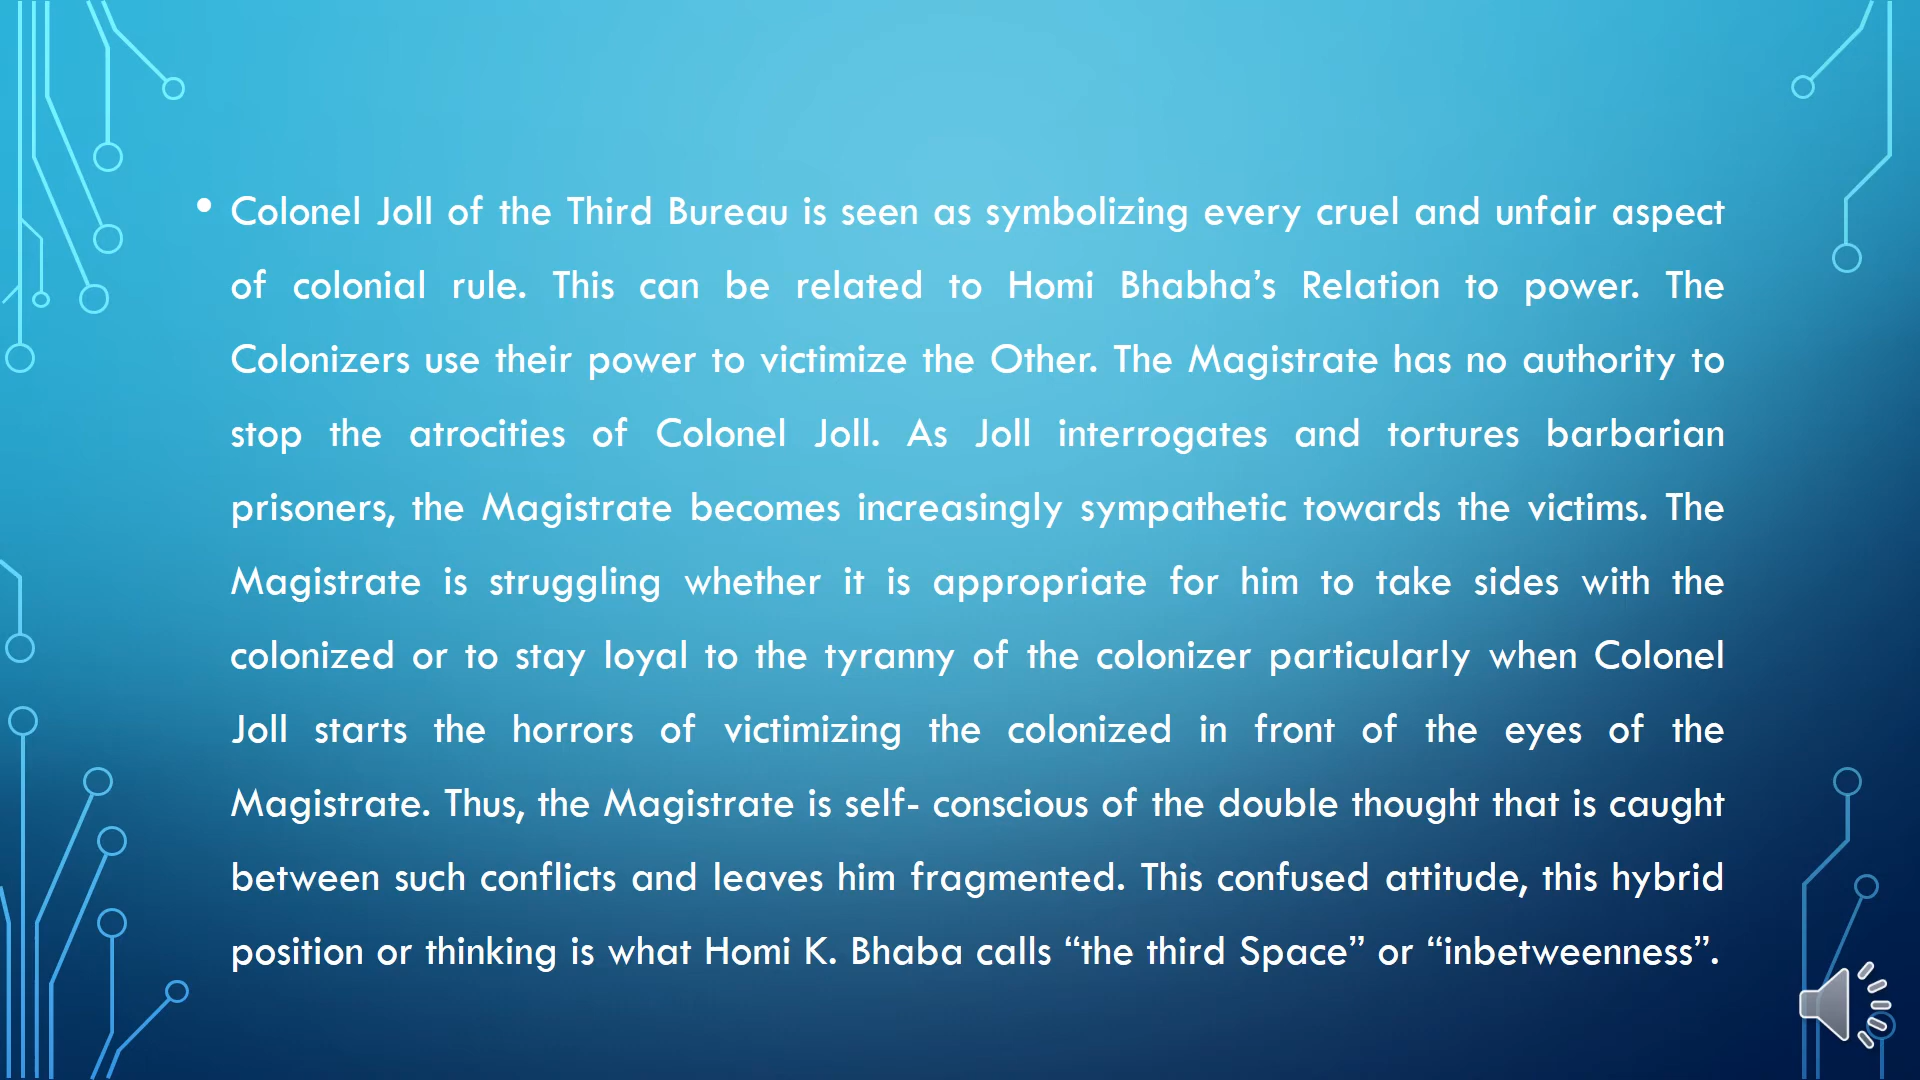 • Colonel Joll of the Third Bureau is seen as symbolizing every cruel and unfair aspect
of colonial rule. This can be related to Homi Bhabha’s Relation to power. The
Colonizers use their power to victimize the Other. The Magistrate has no authority to
stop the atrocities of Colonel Joll. As Joll interrogates and tortures barbarian
prisoners, the Magistrate becomes increasingly sympathetic towards the victims. The
Magistrate is struggling whether it is appropriate for him to take sides with the
colonized or to stay loyal to the tyranny of the colonizer particularly when Colonel
Joll starts the horrors of victimizing the colonized in front of the eyes of the
Magistrate. Thus, the Magistrate is self- conscious of the double thought that is caught
between such conflicts and leaves him fragmented. This confused attitude, this hybrid
position or thinking is what Homi K. Bhaba calls “the third Space” or “inbetweenness”.